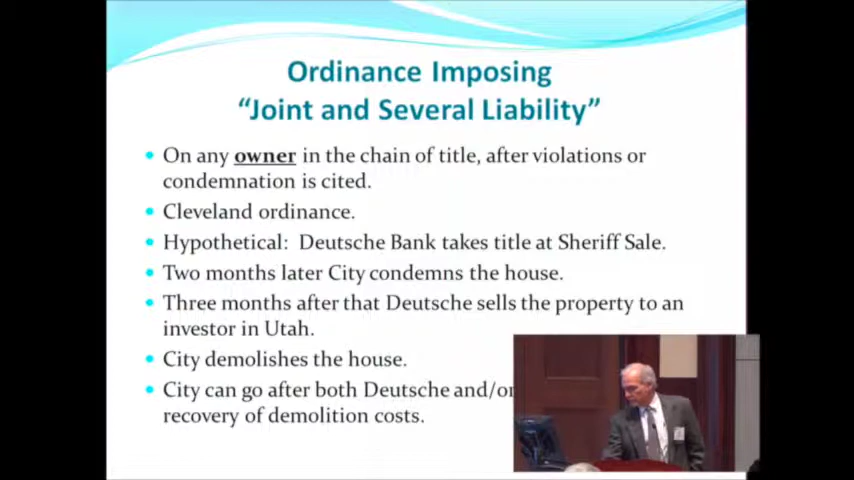 Ordinance Imposing
“Joint and Several Liability”
• On any owner in the chain of title, after violations or
condemnation is cited.
• Cleveland ordinance.
• Hypothetical: Deutsche Bank takes title at Sheriff Sale.
• Two months later City condemns the house.
• Three months after that Deutsche sells the property to an
investor in Utah.
• City demolishes the house.
• City can go after both Deutsche and/or
recovery of demolition costs.